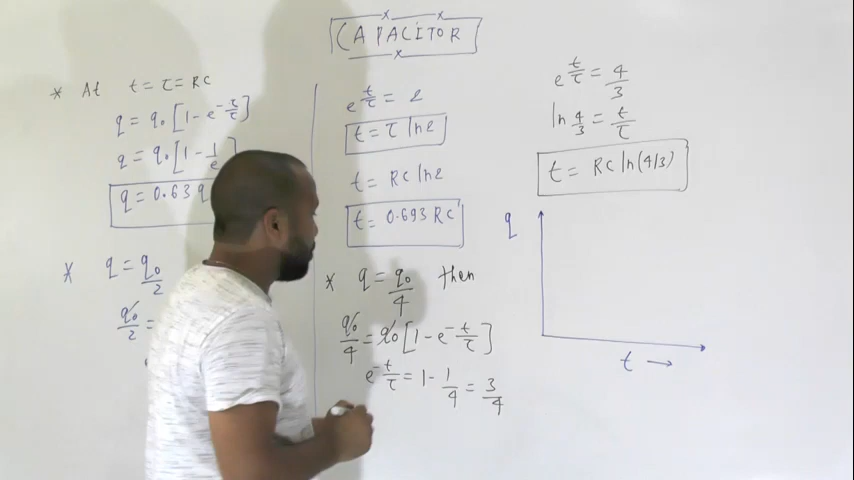 CAPACITOR
* At t = τ = RC
q = q₀ [1 - e^(-τ/τ)]
q = q₀ [1 - 1/e]
q = 0.63 q
* q = q₀/2
q₀/2 =
e^(t/τ) = 2
t = τ ln2
t = RC ln2
t = 0.693 RC
* q = q₀/4 then
q₀/4 = q₀ [1 - e^(-t/τ)]
e^(-t/τ) = 1 - 1/4 = 3/4
e^(t/τ) = 4/3
ln 4/3 = t/τ
t = RC ln(4/3)
q
t →